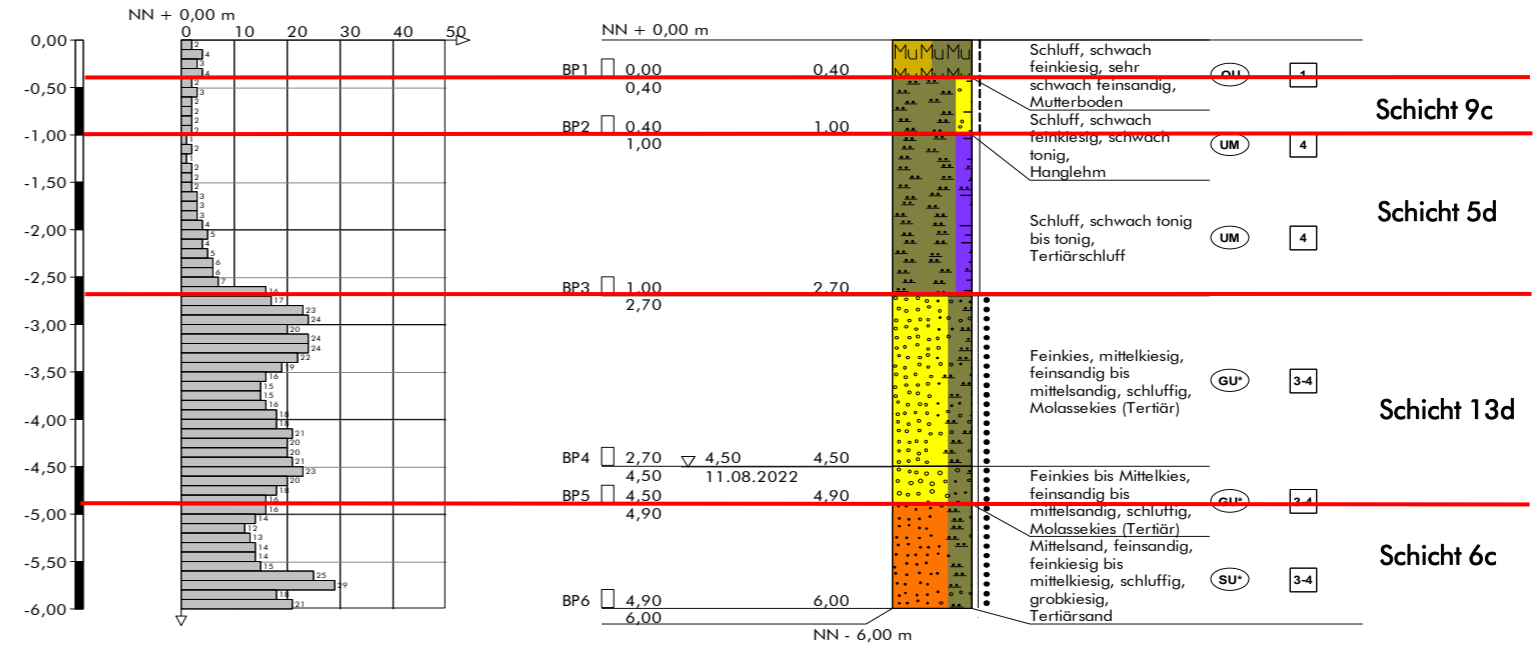 NN + 0,00 m
0 10 20 30 40 50
0,00
-0,50
-1,00
-1,50
-2,00
-2,50
-3,00
-3,50
-4,00
-4,50
-5,00
-5,50
-6,00
2
4
3
4
2
3
2
2
2
2
1
2
1
2
2
2
3
3
3
4
5
4
5
6
6
7
16
17
23
24
20
24
24
22
19
16
15
15
16
18
18
21
20
20
21
23
20
18
16
16
14
12
13
14
14
15
25
29
18
21
NN + 0,00 m
BP1 0,00 0,40
0,40
BP2 0,40 1,00
1,00
BP3 1,00 2,70
2,70
BP4 2,70 4,50 4,50
4,50 11.08.2022
BP5 4,50 4,90
4,90
BP6 4,90 6,00
6,00
NN - 6,00 m
Mu Mu Mu
Mu Mu Mu
Schluff, schwach
feinkiesig, sehr
schwach feinsandig,
Mutterboden
OU 1
Schluff, schwach
feinkiesig, schwach
tonig,
Hanglehm
UM 4
Schluff, schwach tonig
bis tonig,
Tertiärschluff
UM 4
Feinkies, mittelkiesig,
feinsandig bis
mittelsandig, schluffig,
Molassekies (Tertiär)
GU* 3-4
Feinkies bis Mittelkies,
feinsandig bis
mittelsandig, schluffig,
Molassekies (Tertiär)
GU* 3-4
Mittelsand, feinsandig,
feinkiesig bis
mittelkiesig, schluffig,
grobkiesig,
Tertiärsand
SU* 3-4
Schicht 9c
Schicht 5d
Schicht 13d
Schicht 6c